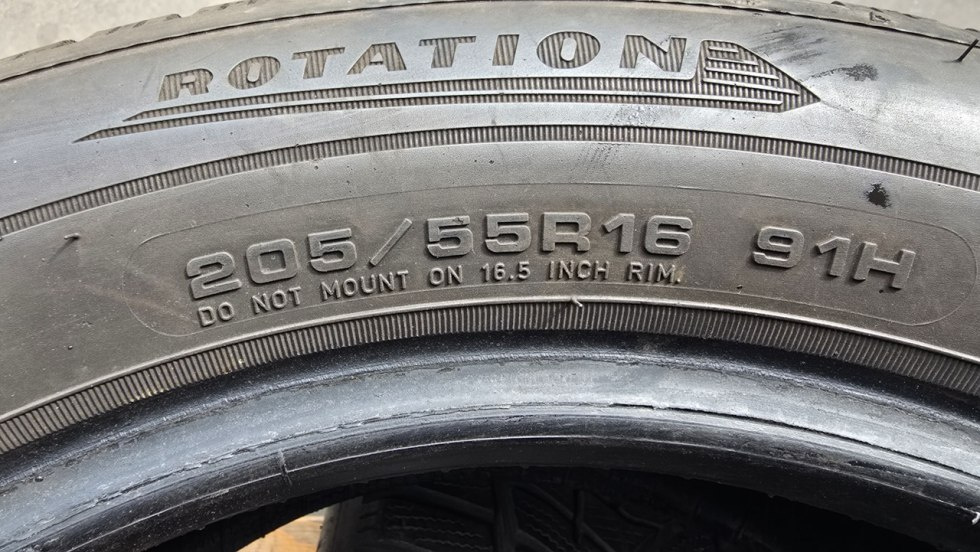 ROTATION
205/55R16 91H
DO NOT MOUNT ON 16.5 INCH RIM.